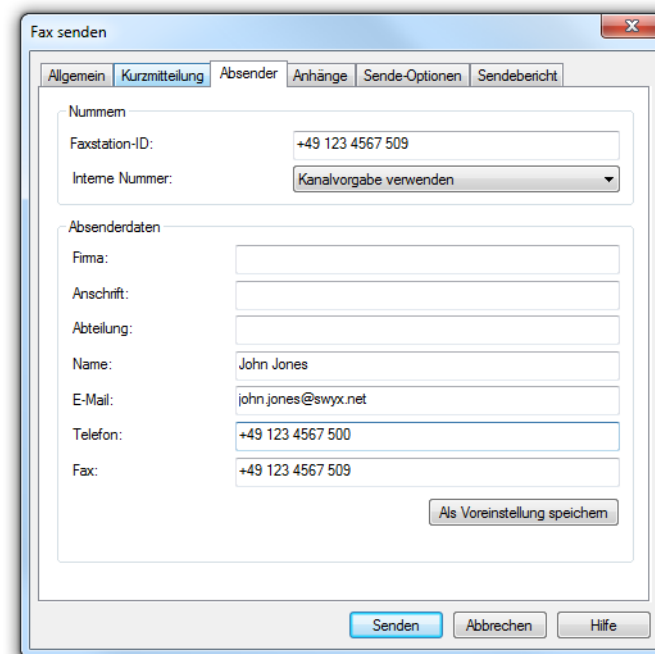 Fax senden
Allgemein Kurzmitteilung Absender Anhänge Sende-Optionen Sendebericht
Nummern
Faxstation-ID: +49 123 4567 509
Interne Nummer: Kanalvorgabe verwenden
Absenderdaten
Firma:
Anschrift:
Abteilung:
Name: John Jones
E-Mail: john.jones@swyx.net
Telefon: +49 123 4567 500
Fax: +49 123 4567 509
Als Voreinstellung speichern
Senden Abbrechen Hilfe